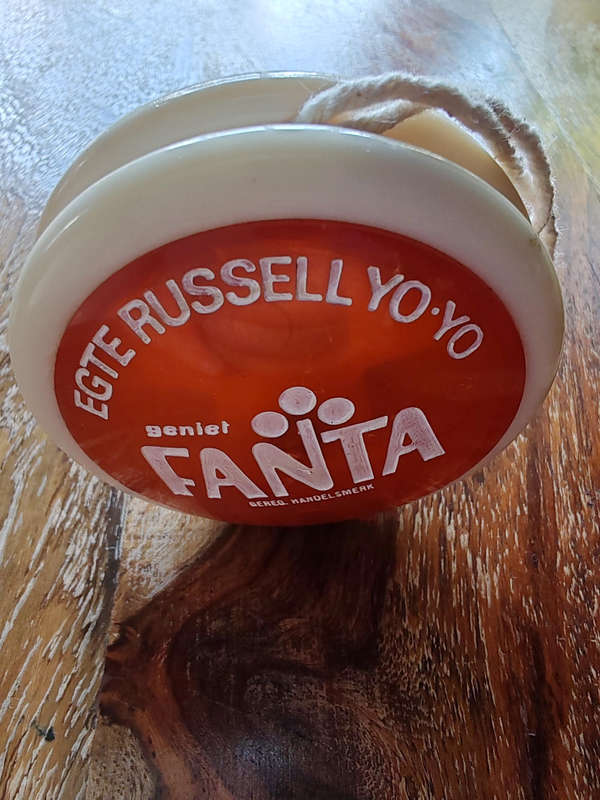 EGTE RUSSELL YO·YO
geniet
FANTA
GEREG. HANDELSMERK